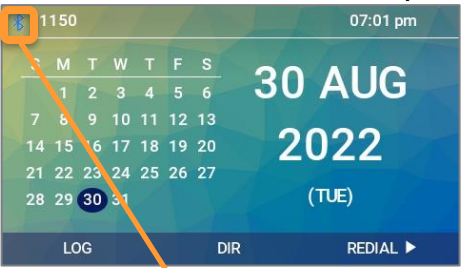 1150 07:01 pm
S M T W T F S
1 2 3 4 5 6
7 8 9 10 11 12 13
14 15 16 17 18 19 20
21 22 23 24 25 26 27
28 29 30 31
30 AUG
2022
(TUE)
LOG DIR REDIAL ▶